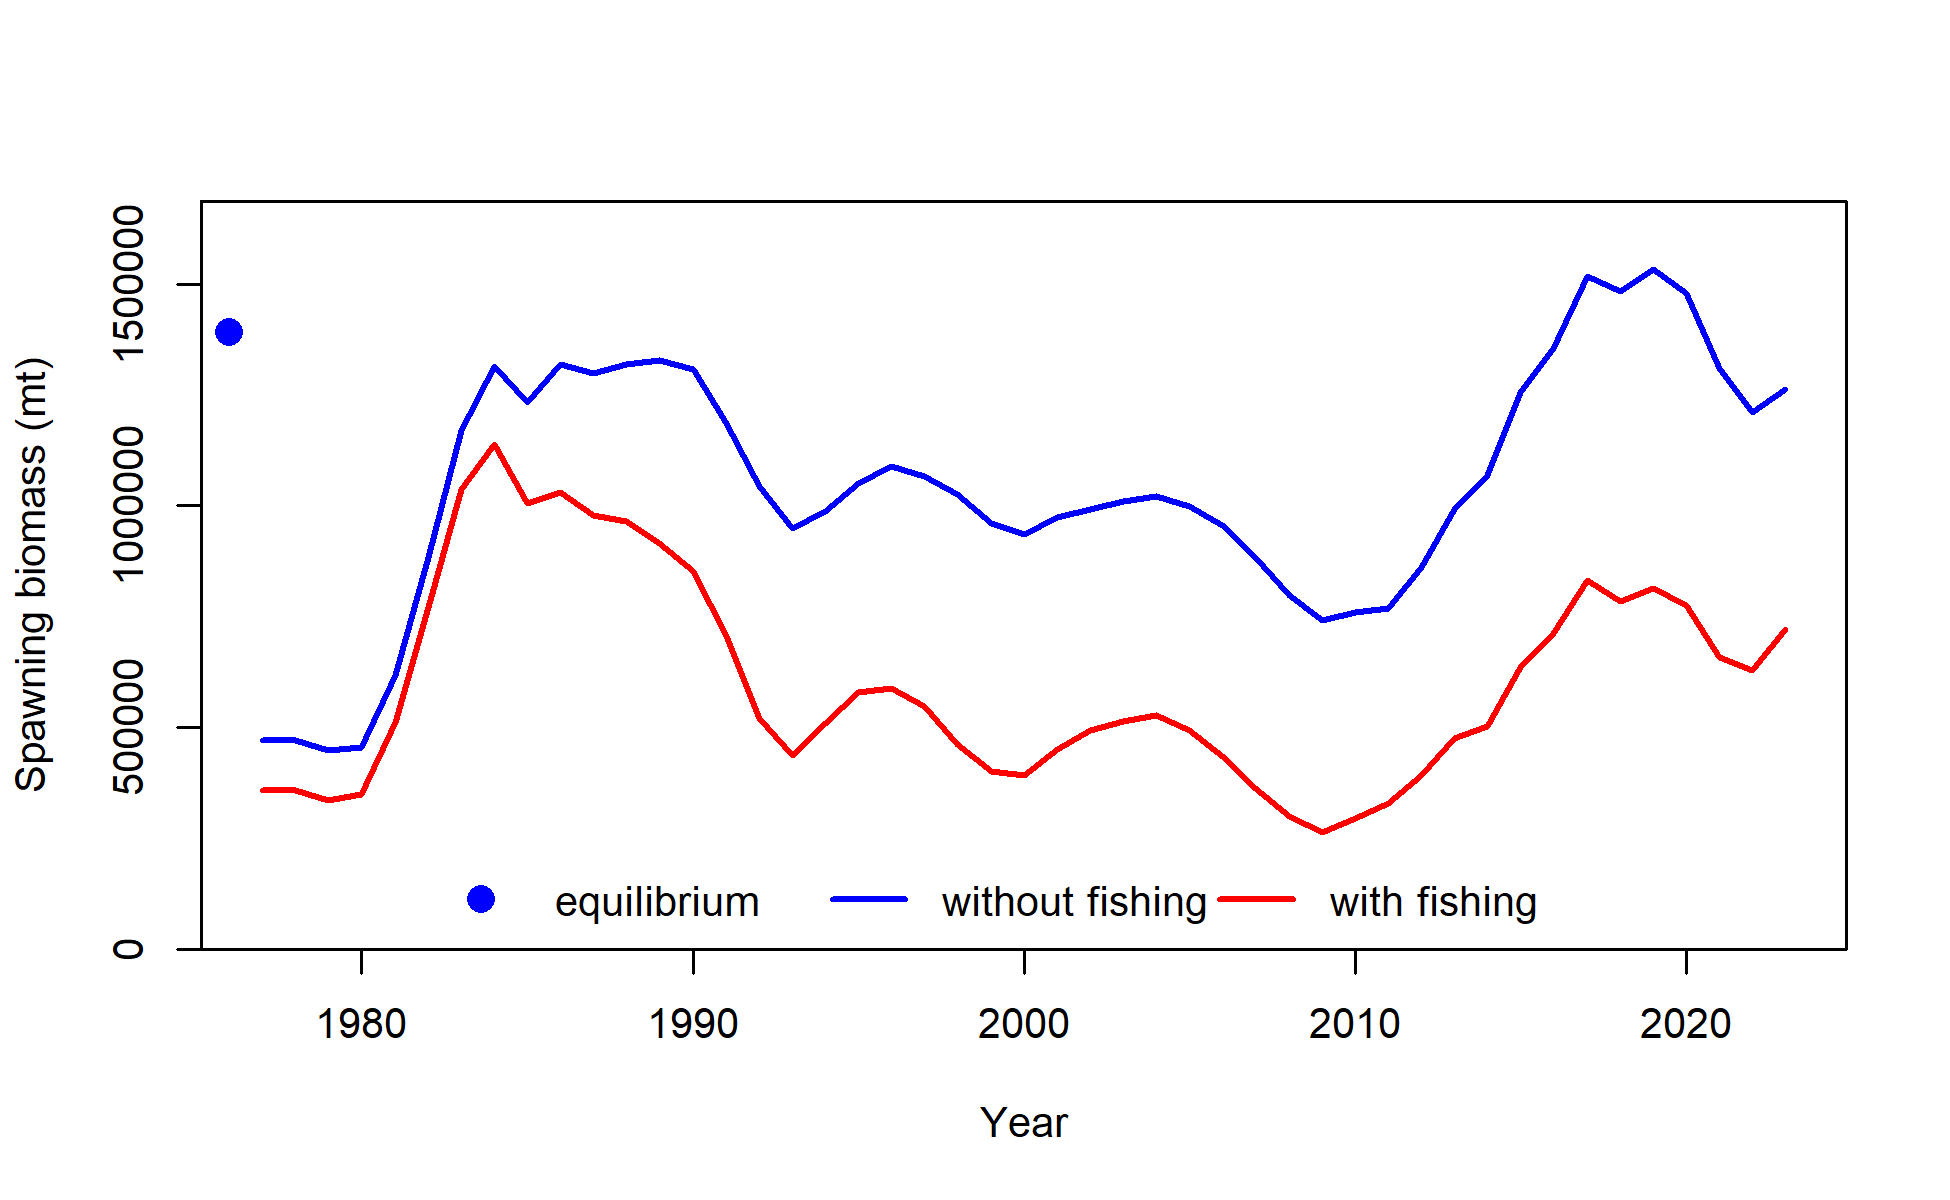 Spawning biomass (mt)
1500000
1000000
500000
0
equilibrium without fishing with fishing
1980 1990 2000 2010 2020
Year